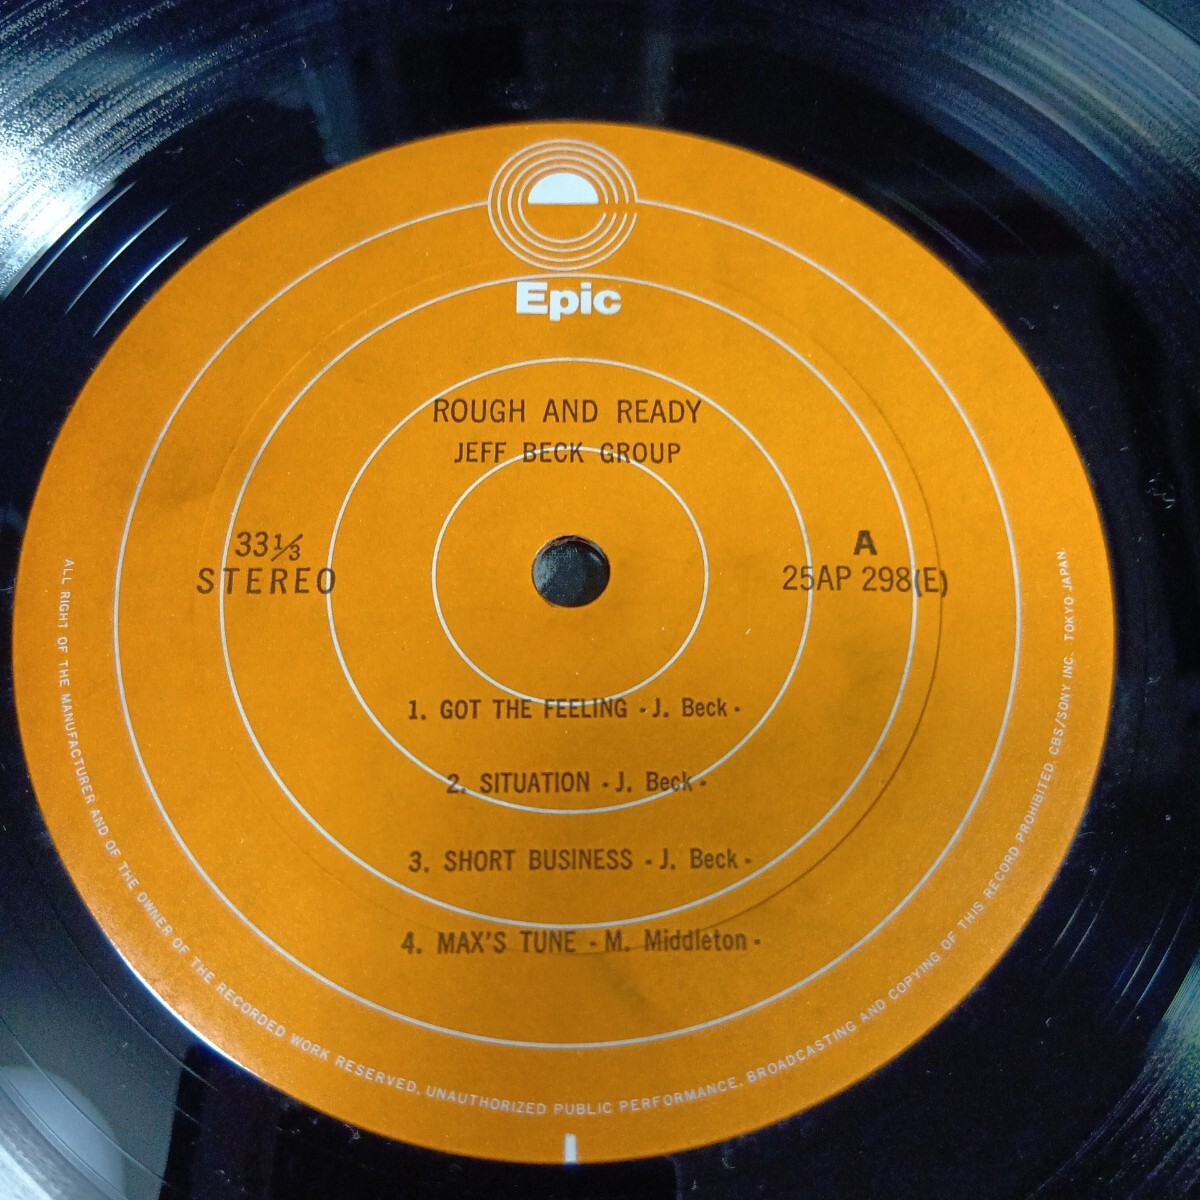 Epic
ROUGH AND READY
JEFF BECK GROUP
33⅓
STEREO
A
25AP 298(E)
1. GOT THE FEELING - J. Beck -
2. SITUATION - J. Beck -
3. SHORT BUSINESS - J. Beck -
4. MAX'S TUNE - M. Middleton -
ALL RIGHT OF THE MANUFACTURER AND OF THE OWNER OF THE RECORDED WORK RESERVED. UNAUTHORIZED PUBLIC PERFORMANCE. BROADCASTING AND COPYING OF THIS RECORD PROHIBITED. CBS/SONY INC. TOKYO JAPAN.